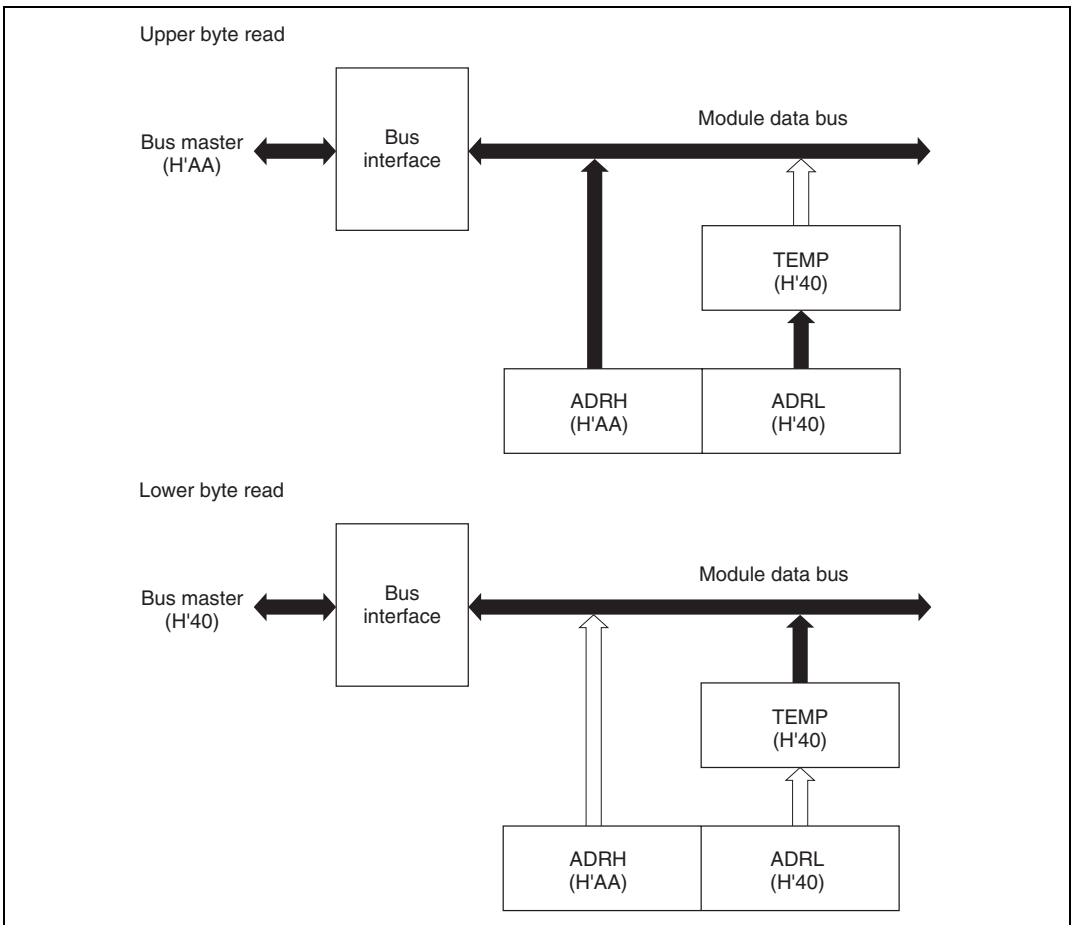 Upper byte read
Bus master
(H'AA)
Bus
interface
Module data bus
TEMP
(H'40)
ADRH
(H'AA)
ADRL
(H'40)
Lower byte read
Bus master
(H'40)
Bus
interface
Module data bus
TEMP
(H'40)
ADRH
(H'AA)
ADRL
(H'40)